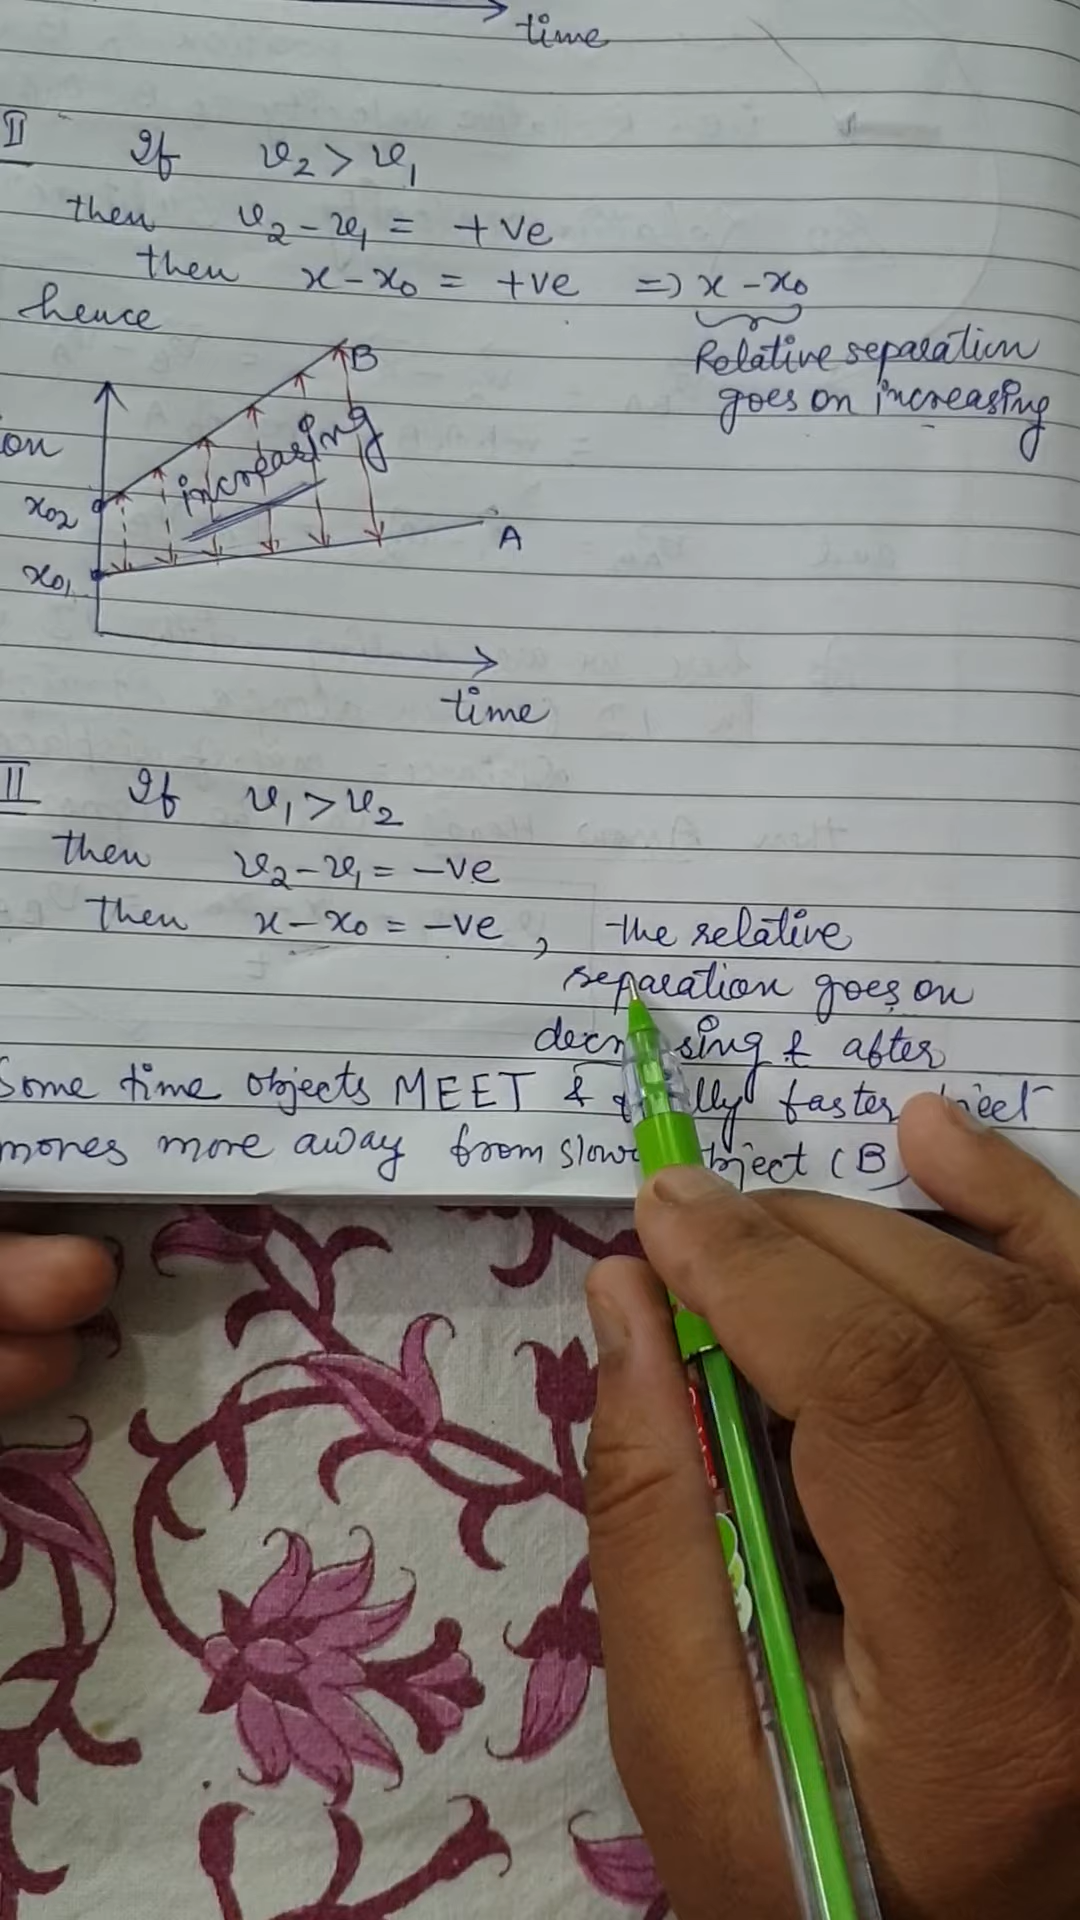 time
II If v₂ > v₁
then v₂ - v₁ = +ve
then x - x₀ = +ve => x - x₀
hence
Relative separation
goes on increasing
B
increasing
on
x₀₂
x₀₁
A
time
II If v₁ > v₂
then v₂ - v₁ = -ve
then x - x₀ = -ve , the relative
separation goes on
& after
Some time objects MEET & faster
moves more away from (B)